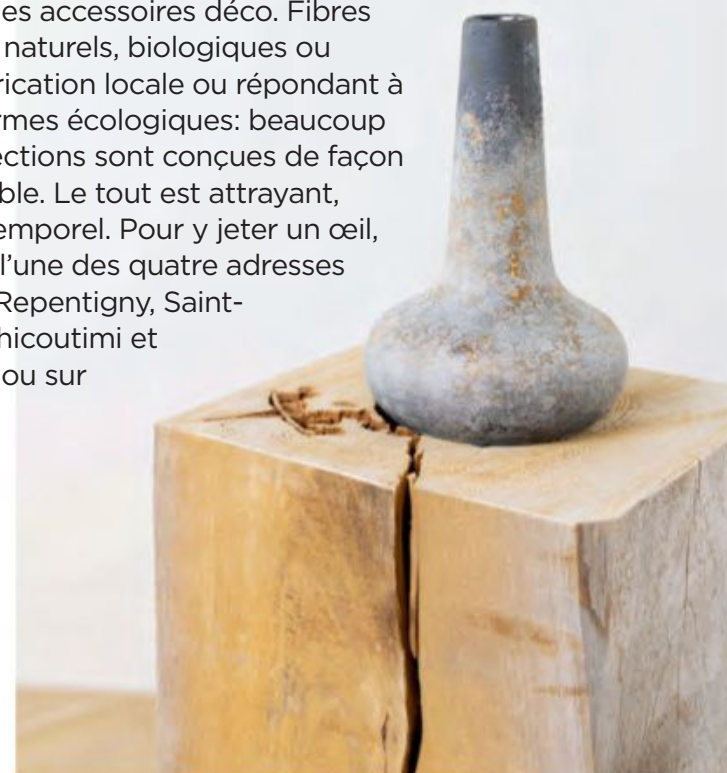 es accessoires déco. Fibres
naturels, biologiques ou
rication locale ou répondant à
rmes écologiques: beaucoup
ections sont conçues de façon
ble. Le tout est attrayant,
emporel. Pour y jeter un œil,
l’une des quatre adresses
Repentigny, Saint-
hicoutimi et
ou sur